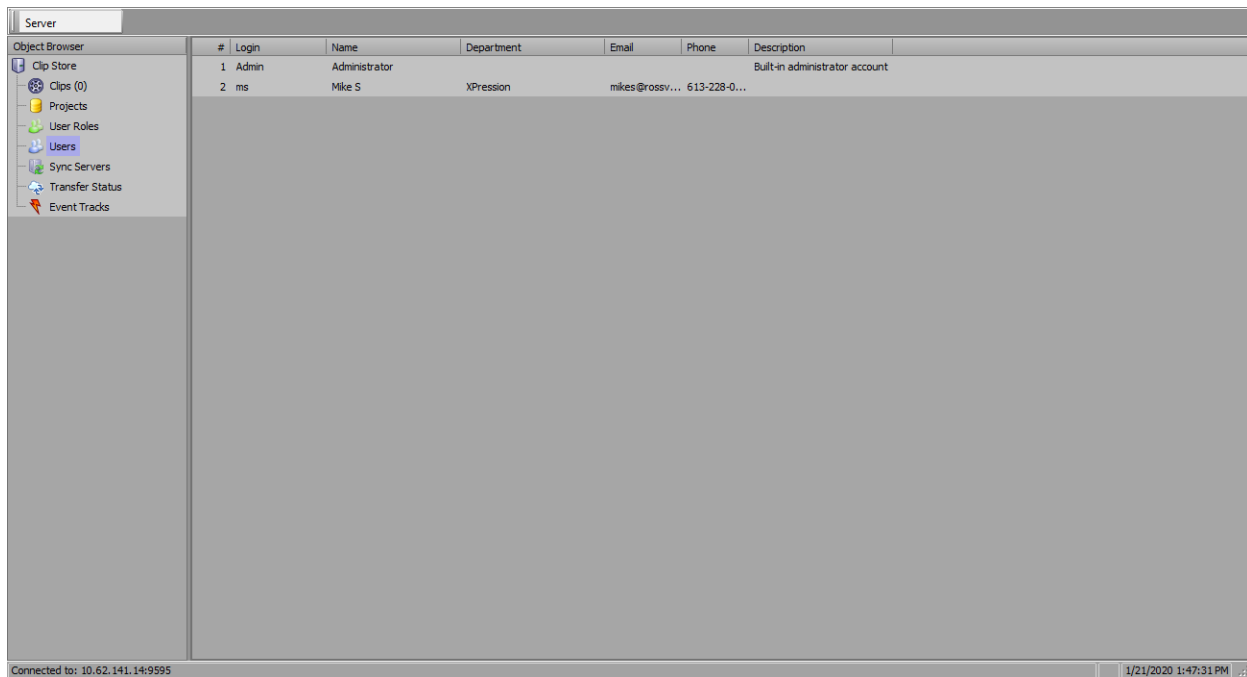 Server
Object Browser
# Login Name Department Email Phone Description
Clip Store
1 Admin Administrator Built-in administrator account
Clips (0)
2 ms Mike S XPression mikes@rossv... 613-228-0...
Projects
User Roles
Users
Sync Servers
Transfer Status
Event Tracks
Connected to: 10.62.141.14:9595
1/21/2020 1:47:31 PM